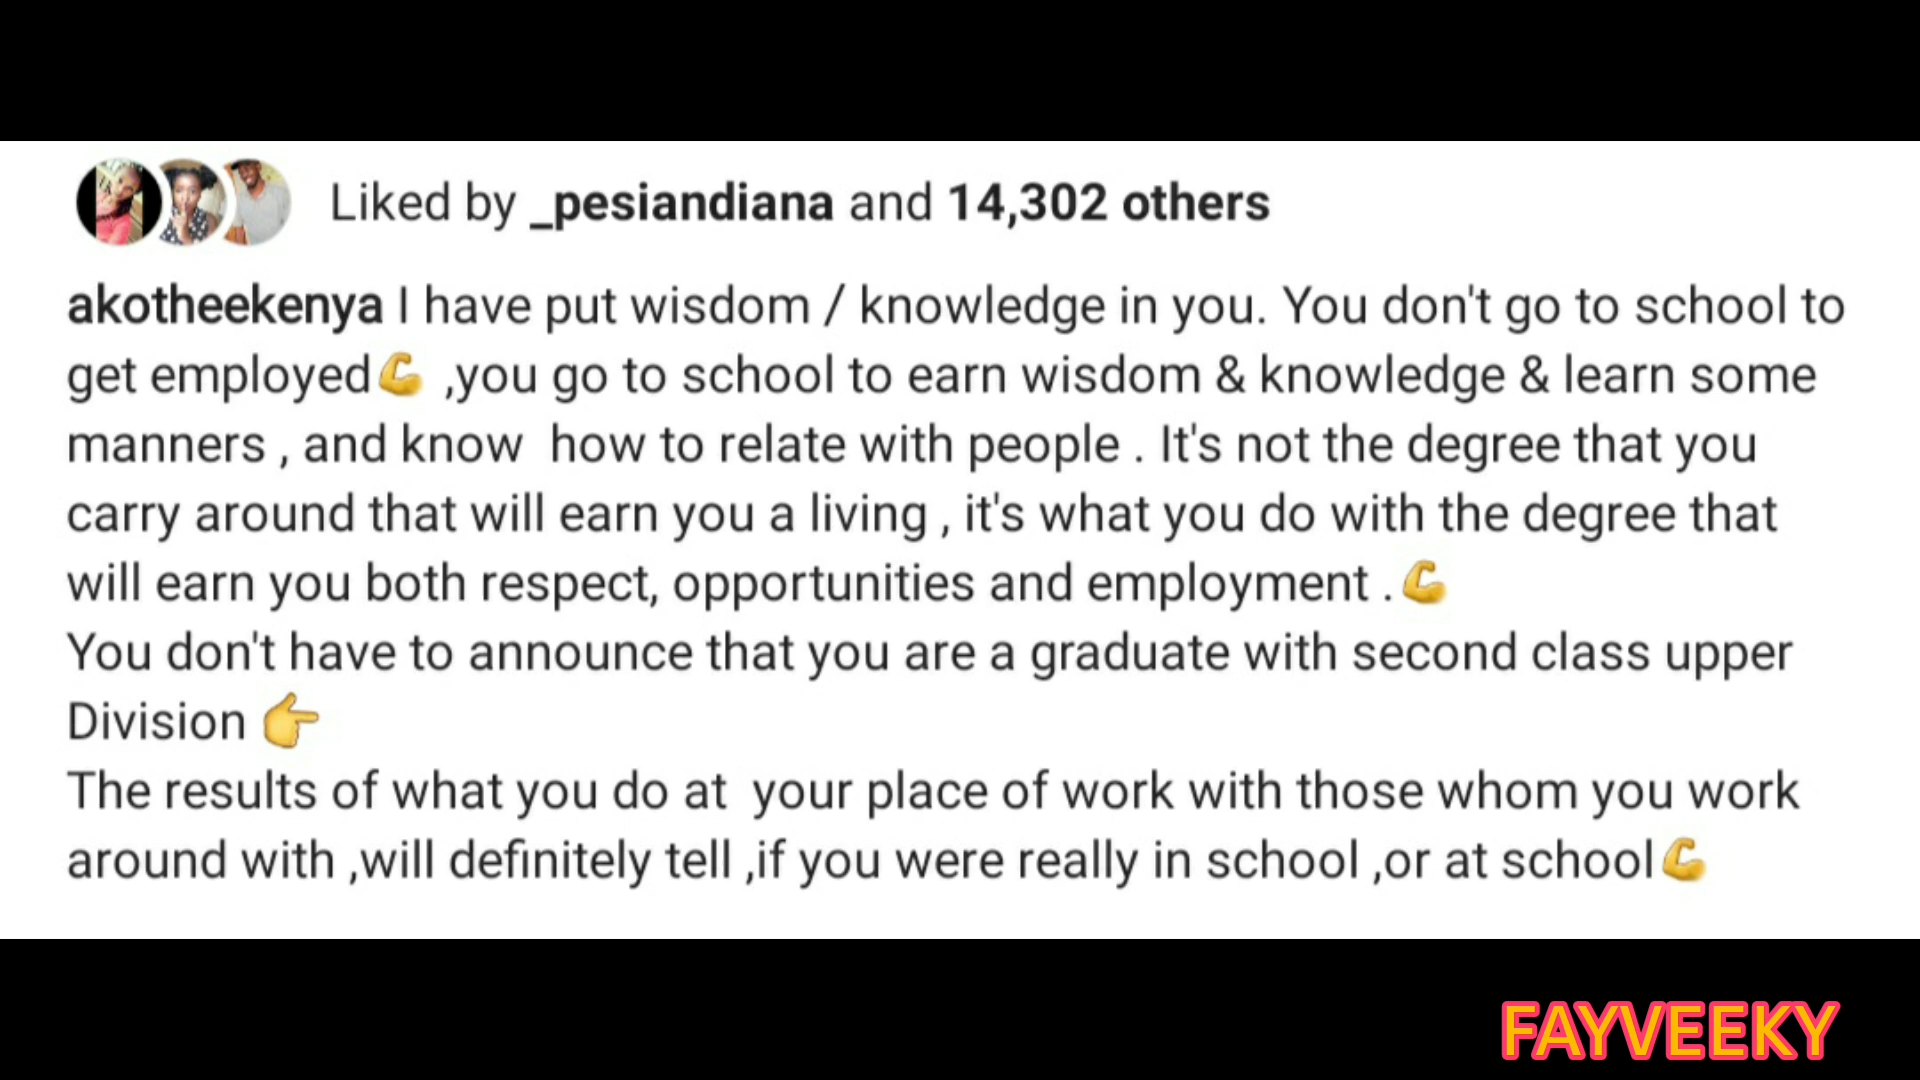 Liked by _pesiandiana and 14,302 others
akotheekenya I have put wisdom / knowledge in you. You don't go to school to
get employed💪 ,you go to school to earn wisdom & knowledge & learn some
manners , and know  how to relate with people . It's not the degree that you
carry around that will earn you a living , it's what you do with the degree that
will earn you both respect, opportunities and employment .💪
You don't have to announce that you are a graduate with second class upper
Division 👉
The results of what you do at  your place of work with those whom you work
around with ,will definitely tell ,if you were really in school ,or at school💪
FAYVEEKY